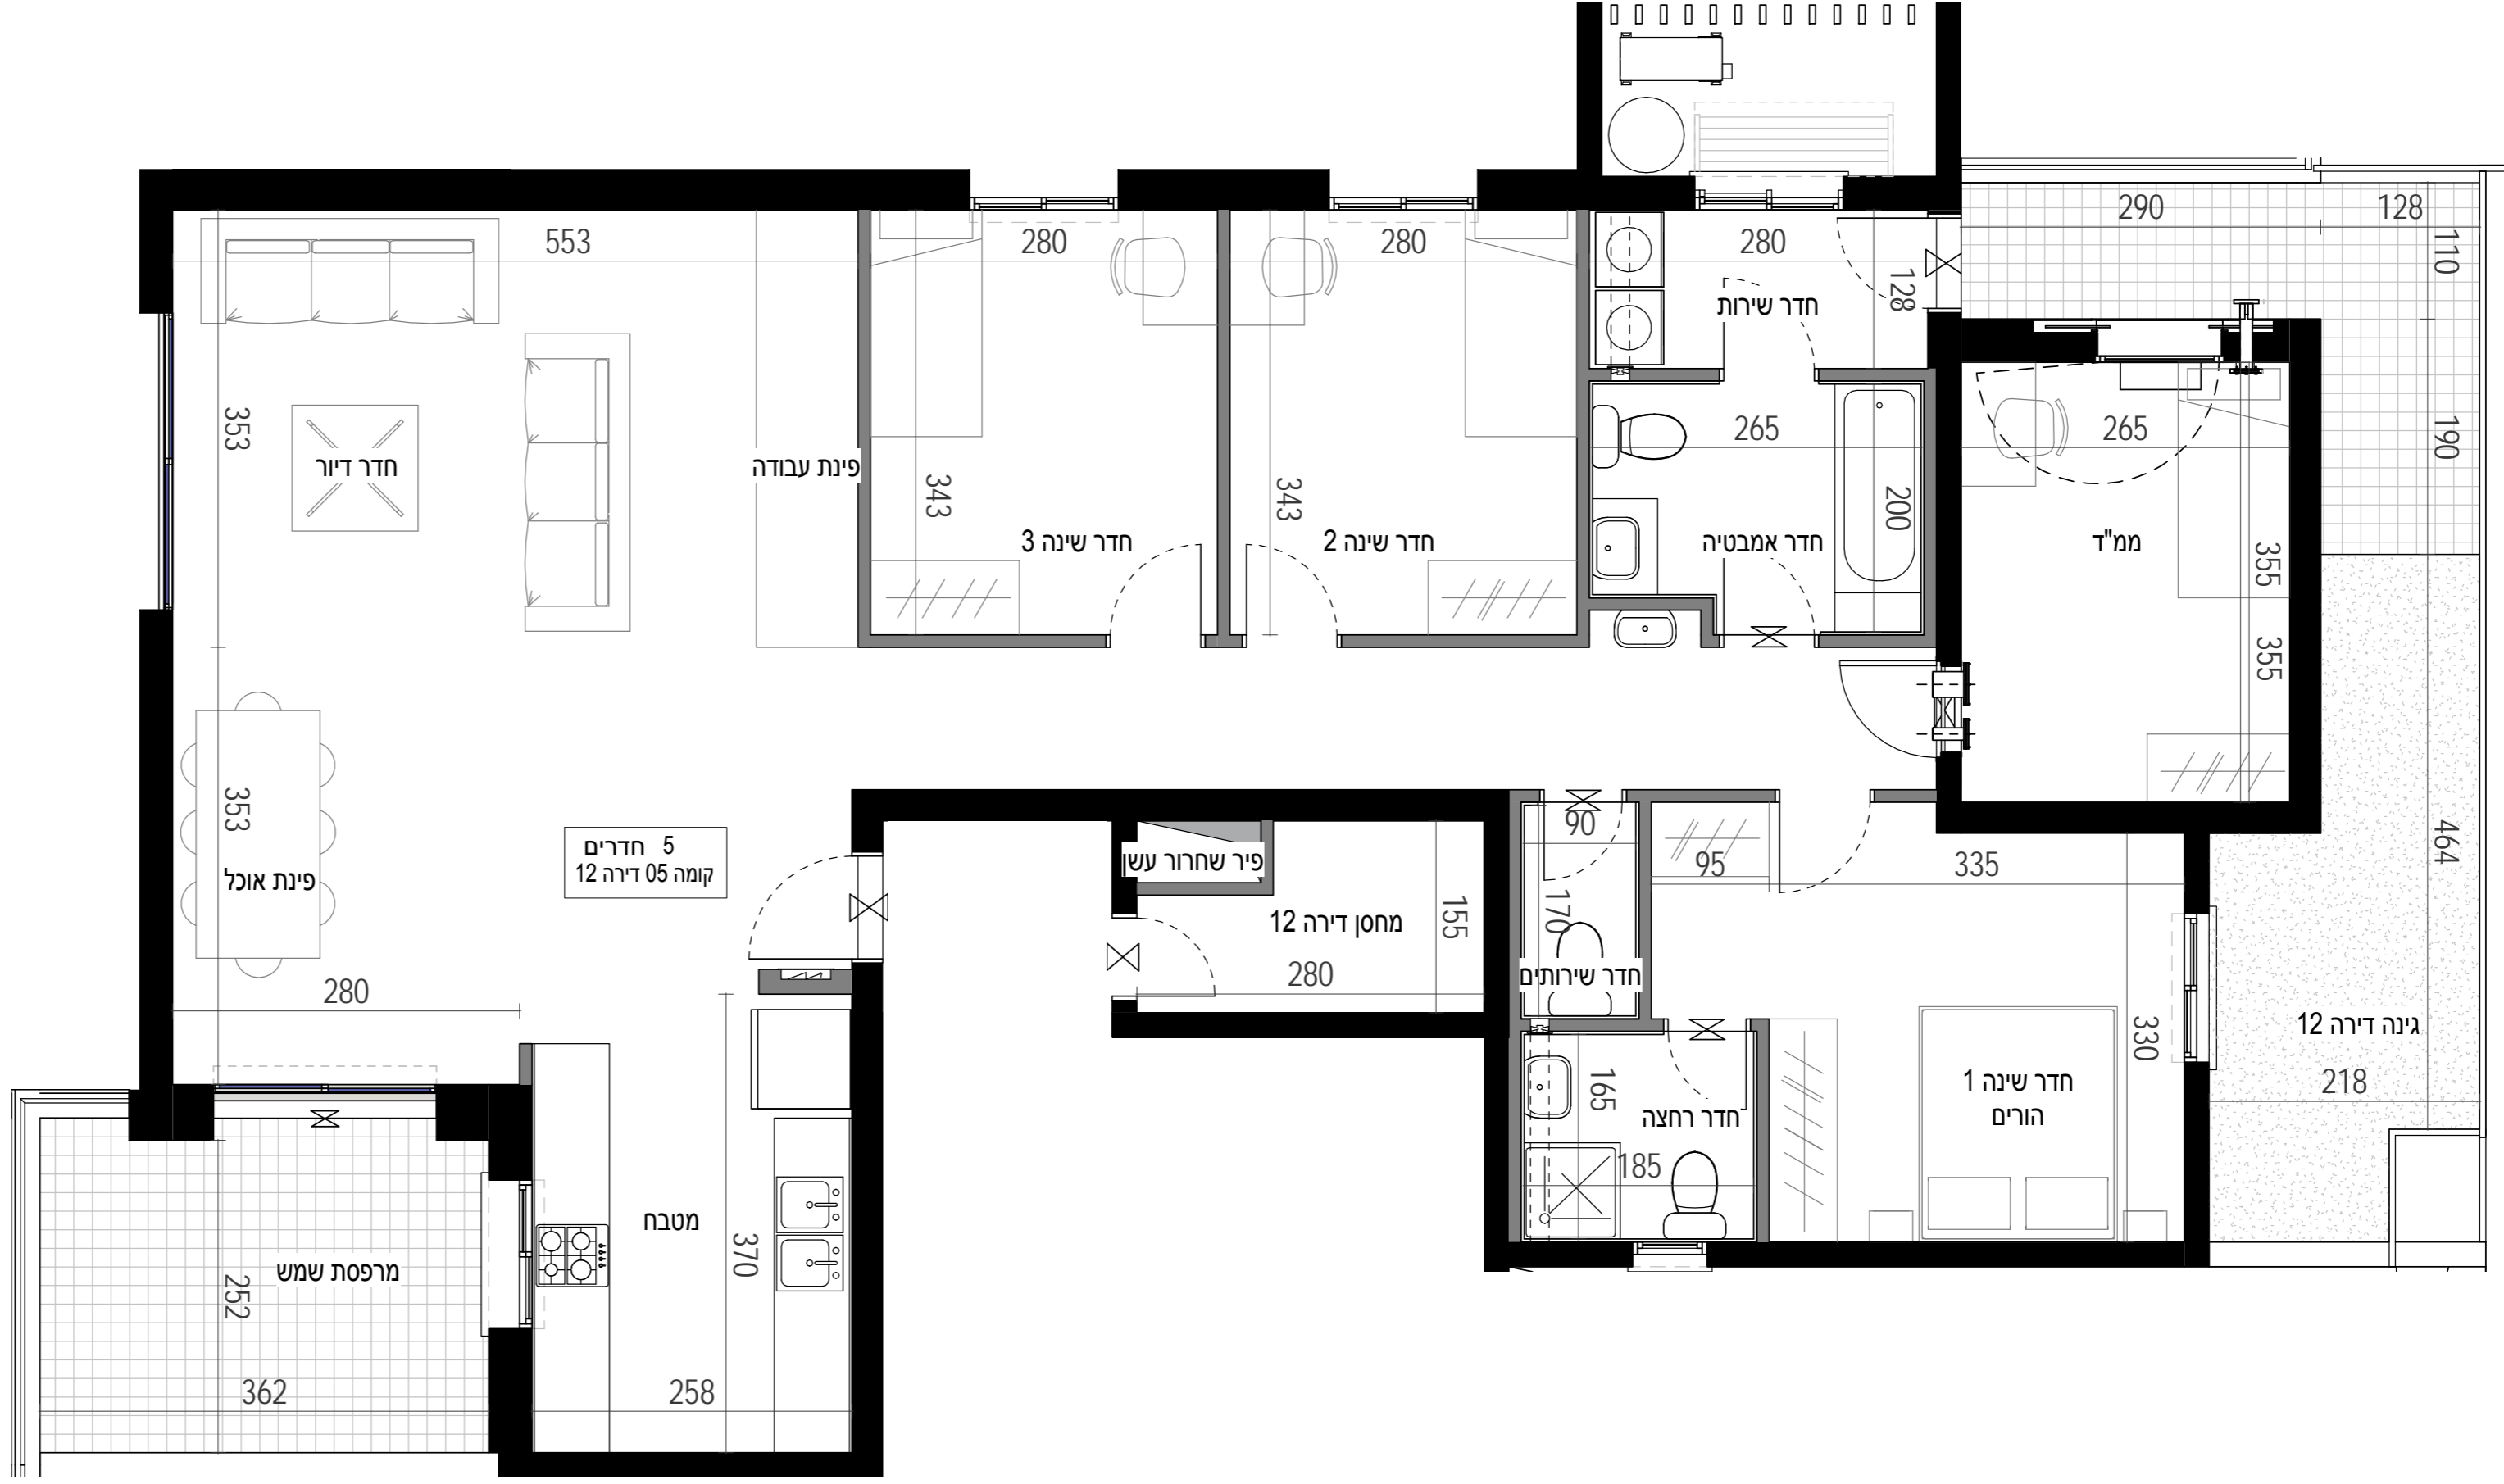 290
128
553
280
280
280
110
128
חדר שירות
353
265
265
190
חדר דיור
פינת עבודה
343
343
200
חדר שינה 3
חדר שינה 2
חדר אמבטיה
ממ"ד
355
355
353
90
95
335
464
5 חדרים
קומה 05 דירה 12
פיר שחרור עשן
פינת אוכל
170
155
מחסן דירה 12
280
חדר שירותים
280
330
גינה דירה 12
165
218
חדר שינה 1
הורים
חדר רחצה
185
מטבח
370
מרפסת שמש
252
362
258